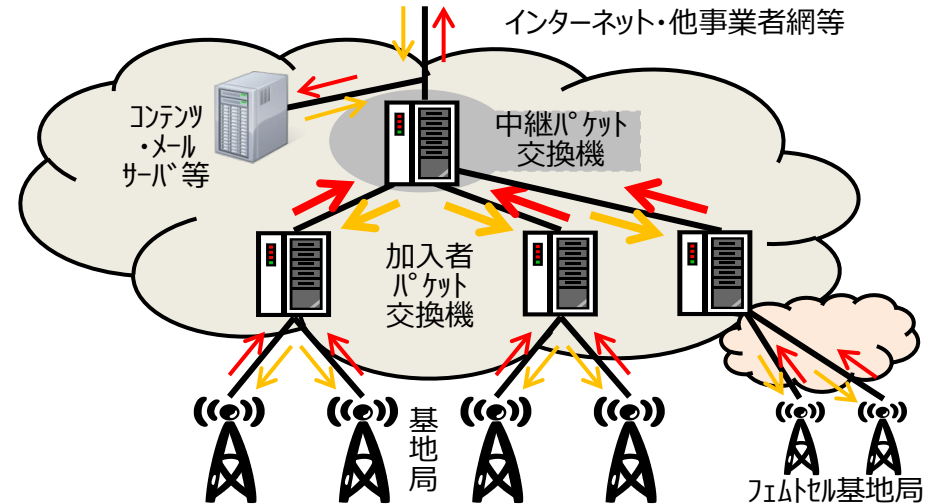 インターネット・他事業者網等
コンテンツ
・メール
サーバ等
中継パケット
交換機
加入者
パケット
交換機
基地局
フェムトセル基地局